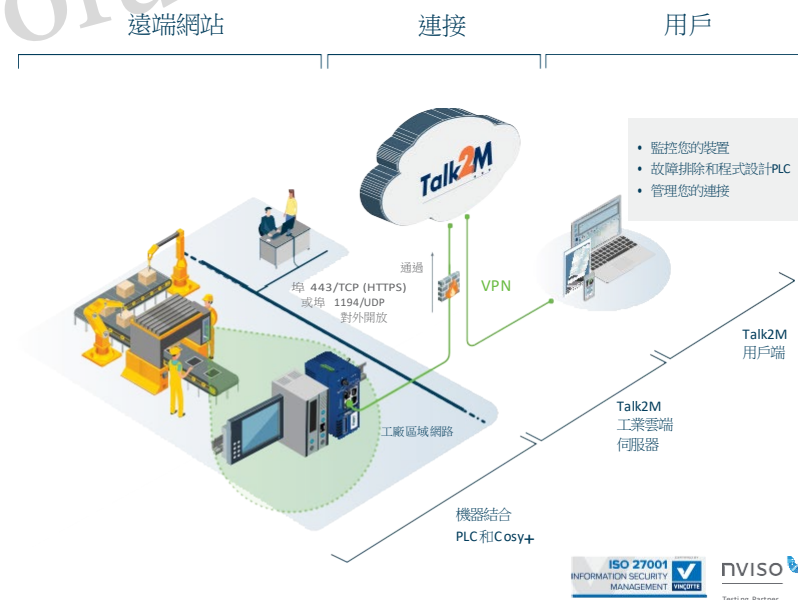 遠端網站
連接
用戶
Talk2M
• 監控您的裝置
• 故障排除和程式設計PLC
• 管理您的連接
通過
埠 443/TCP (HTTPS)
或埠 1194/UDP
對外開放
VPN
工廠區域網路
Talk2M
用戶端
Talk2M
工業雲端
伺服器
機器結合
PLC和Cosy+
ISO 27001
INFORMATION SECURITY
MANAGEMENT
VINÇOTTE
nviso
Testing Partner